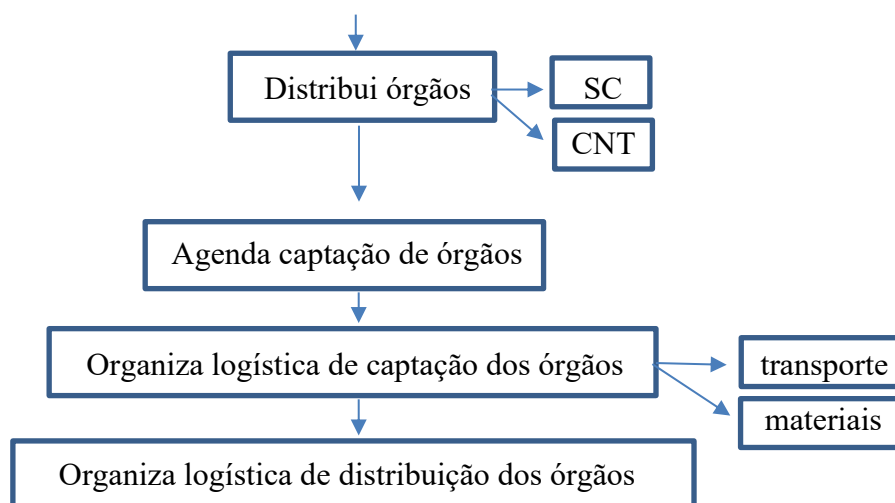 Distribui órgãos
SC
CNT
Agenda captação de órgãos
Organiza logística de captação dos órgãos
transporte
materiais
Organiza logística de distribuição dos órgãos